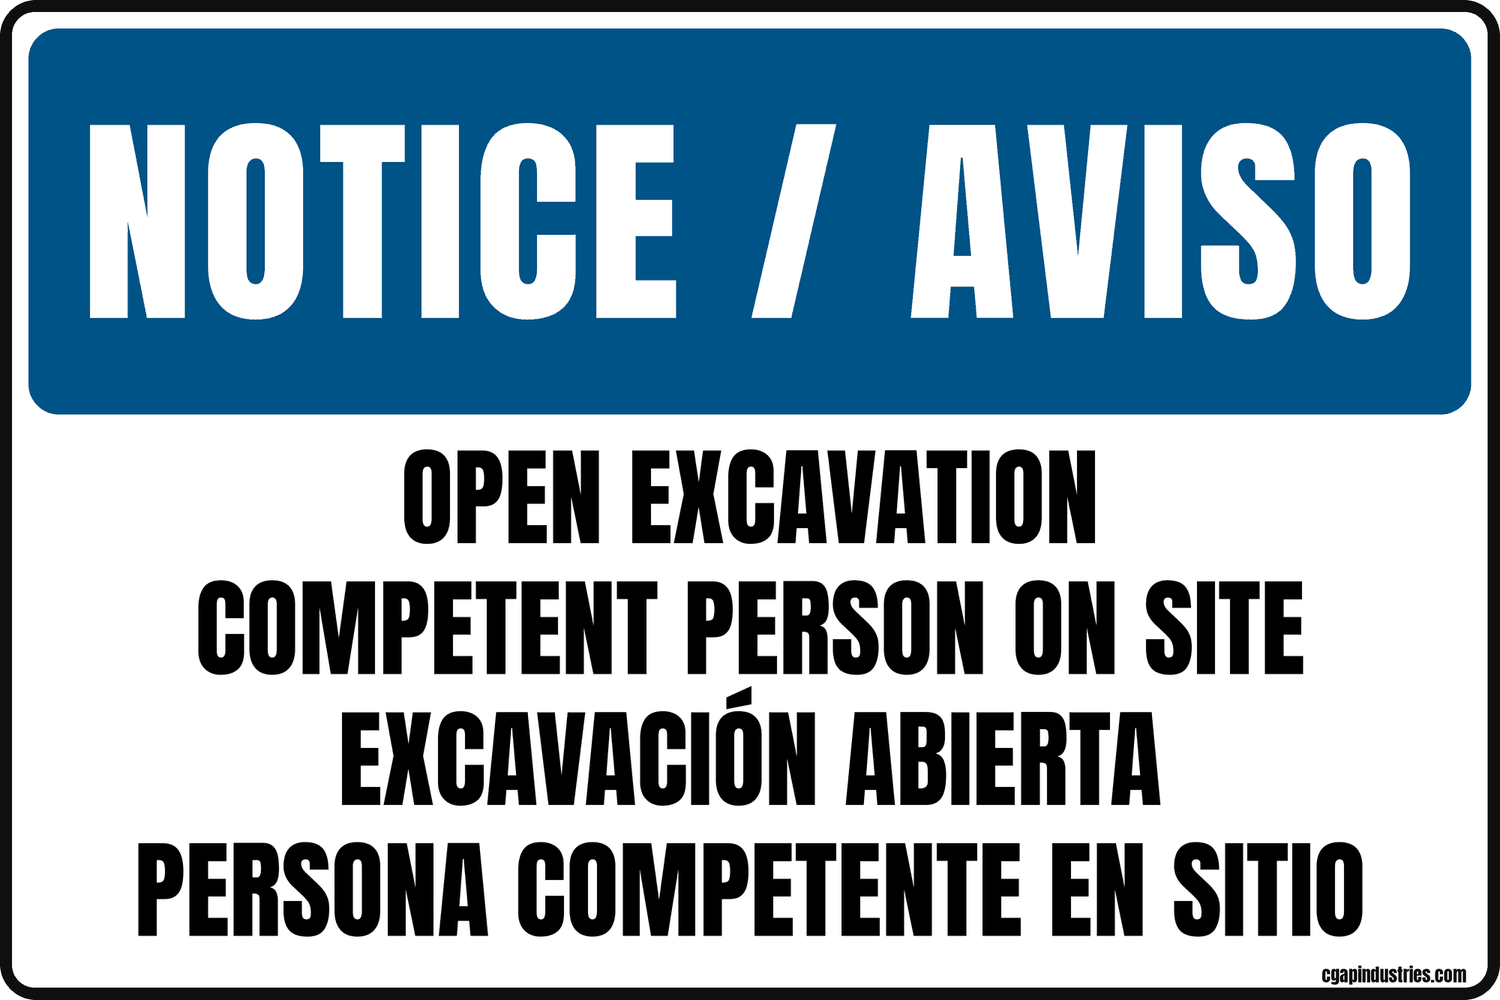 NOTICE / AVISO
OPEN EXCAVATION
COMPETENT PERSON ON SITE
EXCAVACIÓN ABIERTA
PERSONA COMPETENTE EN SITIO
cgapindustries.com